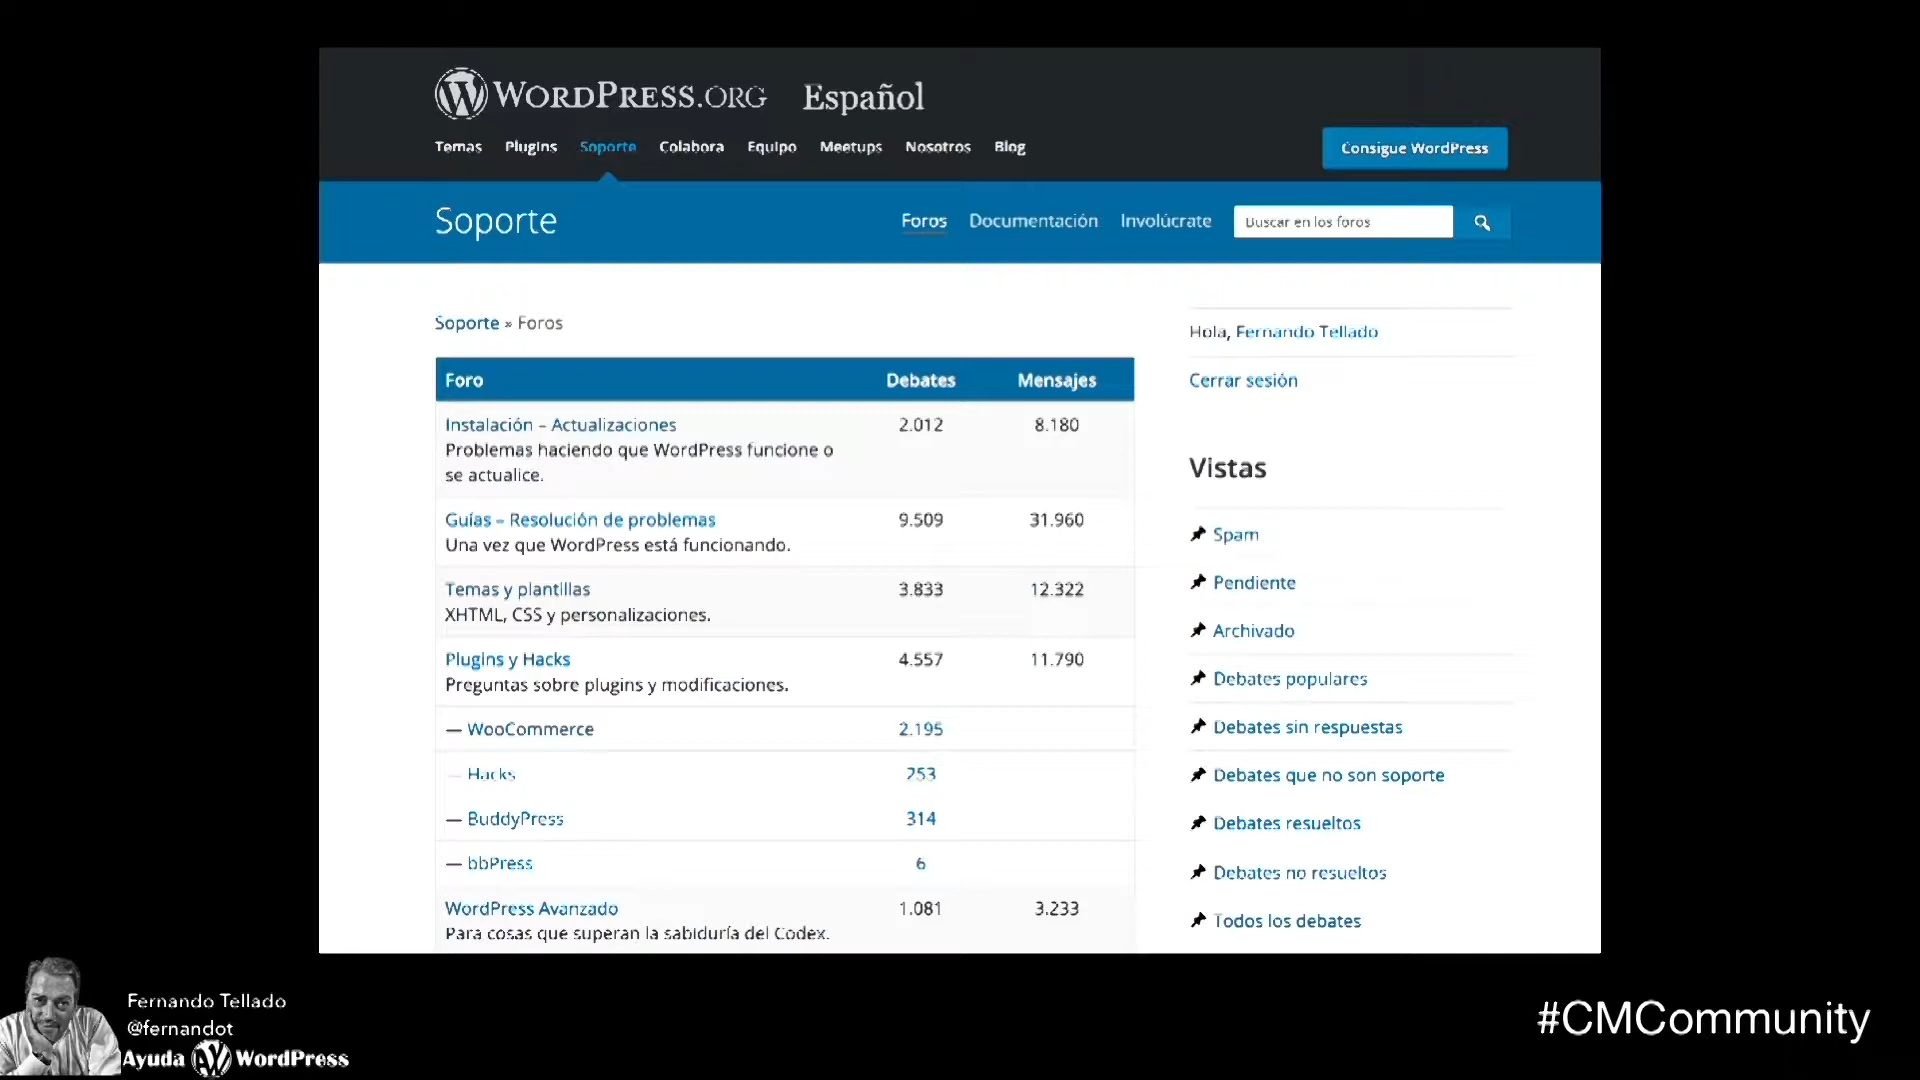 WORDPRESS.ORG Español
Temas Plugins Soporte Colabora Equipo Meetups Nosotros Blog
Consigue WordPress
Soporte
Foros Documentación Involúcrate Buscar en los foros
Soporte » Foros
Foro Debates Mensajes
Instalación – Actualizaciones 2.012 8.180
Problemas haciendo que WordPress funcione o
se actualice.
Guías – Resolución de problemas 9.509 31.960
Una vez que WordPress está funcionando.
Temas y plantillas 3.833 12.322
XHTML, CSS y personalizaciones.
Plugins y Hacks 4.557 11.790
Preguntas sobre plugins y modificaciones.
— WooCommerce 2.195
— Hacks 253
— BuddyPress 314
— bbPress 6
WordPress Avanzado 1.081 3.233
Para cosas que superan la sabiduría del Codex.
Hola, Fernando Tellado
Cerrar sesión
Vistas
Spam
Pendiente
Archivado
Debates populares
Debates sin respuestas
Debates que no son soporte
Debates resueltos
Debates no resueltos
Todos los debates
Fernando Tellado
@fernandot
Ayuda WordPress
#CMCommunity